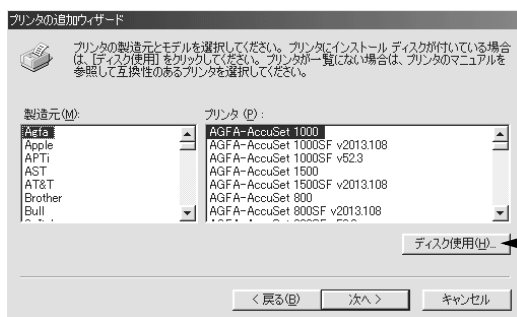 プリンタの追加ウィザード
プリンタの製造元とモデルを選択してください。プリンタにインストール ディスクが付いている場合
は、[ディスク使用] をクリックしてください。プリンタが一覧にない場合は、プリンタのマニュアルを
参照して互換性のあるプリンタを選択してください。
製造元(M):
Agfa
Apple
APTi
AST
AT&T
Brother
Bull
プリンタ (P) :
AGFA-AccuSet 1000
AGFA-AccuSet 1000SF v2013.108
AGFA-AccuSet 1000SF v52.3
AGFA-AccuSet 1500
AGFA-AccuSet 1500SF v2013.108
AGFA-AccuSet 800
AGFA-AccuSet 800SF v2013.108
ディスク使用(H)...
< 戻る(B)
次へ >
キャンセル